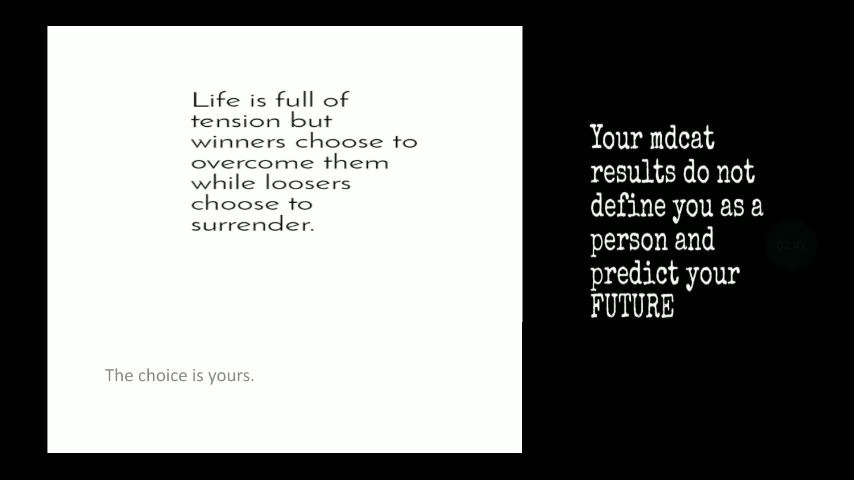 Life is full of
tension but
winners choose to
overcome them
while loosers
choose to
surrender.
The choice is yours.
Your mdcat
results do not
define you as a
person and
predict your
FUTURE